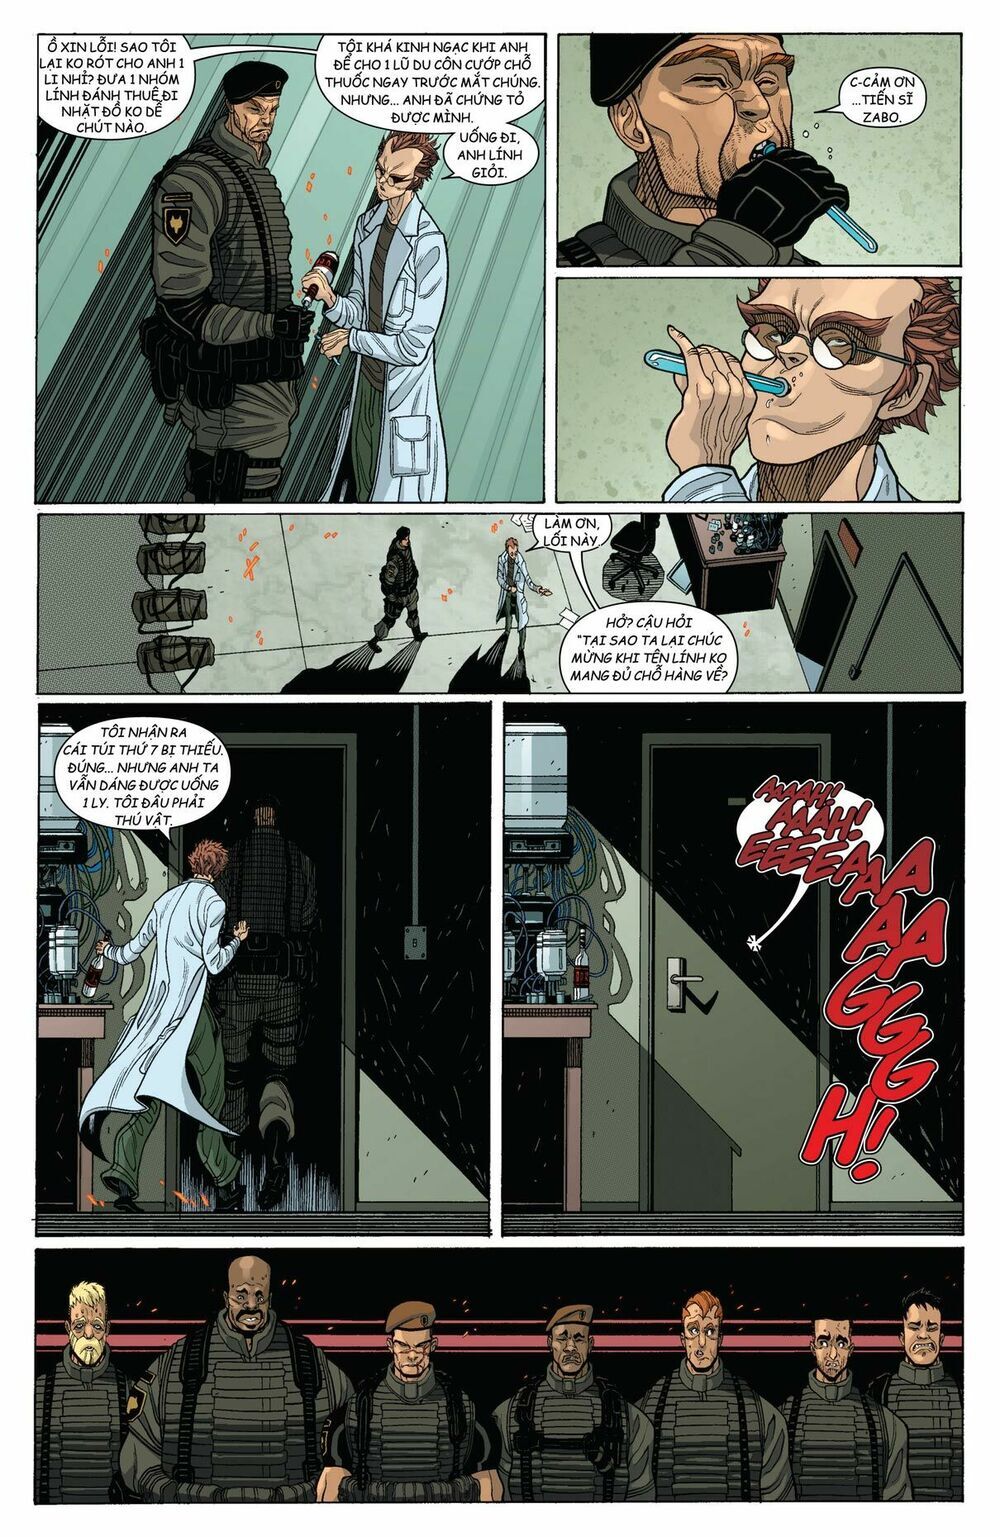 Ồ XIN LỖI! SAO TÔI
LẠI KO RÓT CHO ANH 1
LI NHỈ? ĐƯA 1 NHÓM
LÍNH ĐÁNH THUÊ ĐI
NHẶT ĐỒ KO DỄ
CHÚT NÀO.
TỘI KHÁ KINH NGẠC KHI ANH
ĐỂ CHO 1 LŨ DU CÔN CƯỚP CHỖ
THUỐC NGAY TRƯỚC MẮT CHÚNG.
NHƯNG... ANH ĐÃ CHỨNG TỎ
ĐƯỢC MÌNH.
UỐNG ĐI,
ANH LÍNH
GIỎI.
C-CẢM ƠN
...TIẾN SĨ
ZABO.
LÀM ƠN,
LỐI NÀY.
HỞ? CẬU HỎI
“TẠI SAO TA LẠI CHÚC
MỪNG KHI TÊN LÍNH KO
MANG ĐỦ CHỖ HÀNG VỀ?
TÔI NHẬN RA
CÁI TÚI THỨ 7 BỊ THIẾU.
ĐÚNG... NHƯNG ANH TA
VẪN DÁNG ĐƯỢC UỐNG
1 LY. TÔI ĐÂU PHẢI
THÚ VẬT.
AAAH!
AAAH!
EEEEAAAAAAGGGH!